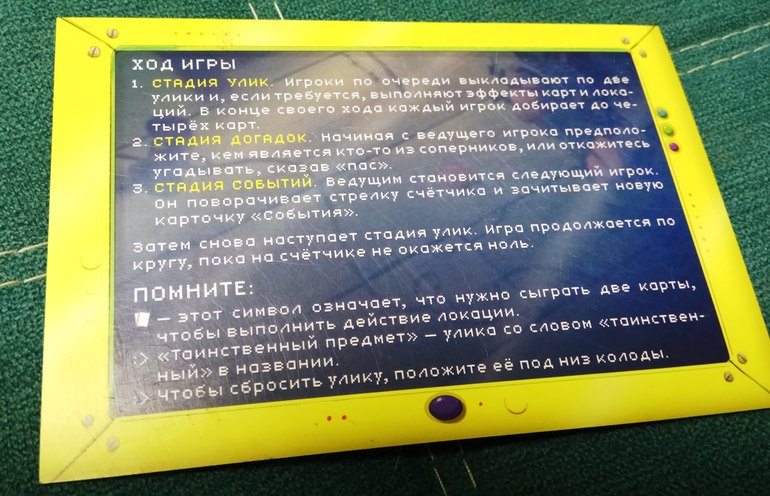 ХОД ИГРЫ
1. СТАДИЯ УЛИК. Игроки по очереди выкладывают по две
улики и, если требуется, выполняют эффекты карт и лока-
ций. В конце своего хода каждый игрок добирает до че-
тырёх карт.
2. СТАДИЯ ДОГАДОК. Начиная с ведущего игрока предполо-
жите, кем является кто-то из соперников, или откажитесь
угадывать, сказав «пас».
3. СТАДИЯ СОБЫТИЙ. Ведущим становится следующий игрок.
Он поворачивает стрелку счётчика и зачитывает новую
карточку «События».
Затем снова наступает стадия улик. Игра продолжается по
кругу, пока на счётчике не окажется ноль.
ПОМНИТЕ:
— этот символ означает, что нужно сыграть две карты,
чтобы выполнить действие локации.
> «Таинственный предмет» — улика со словом «таинствен-
ный» в названии.
> Чтобы сбросить улику, положите её под низ колоды.